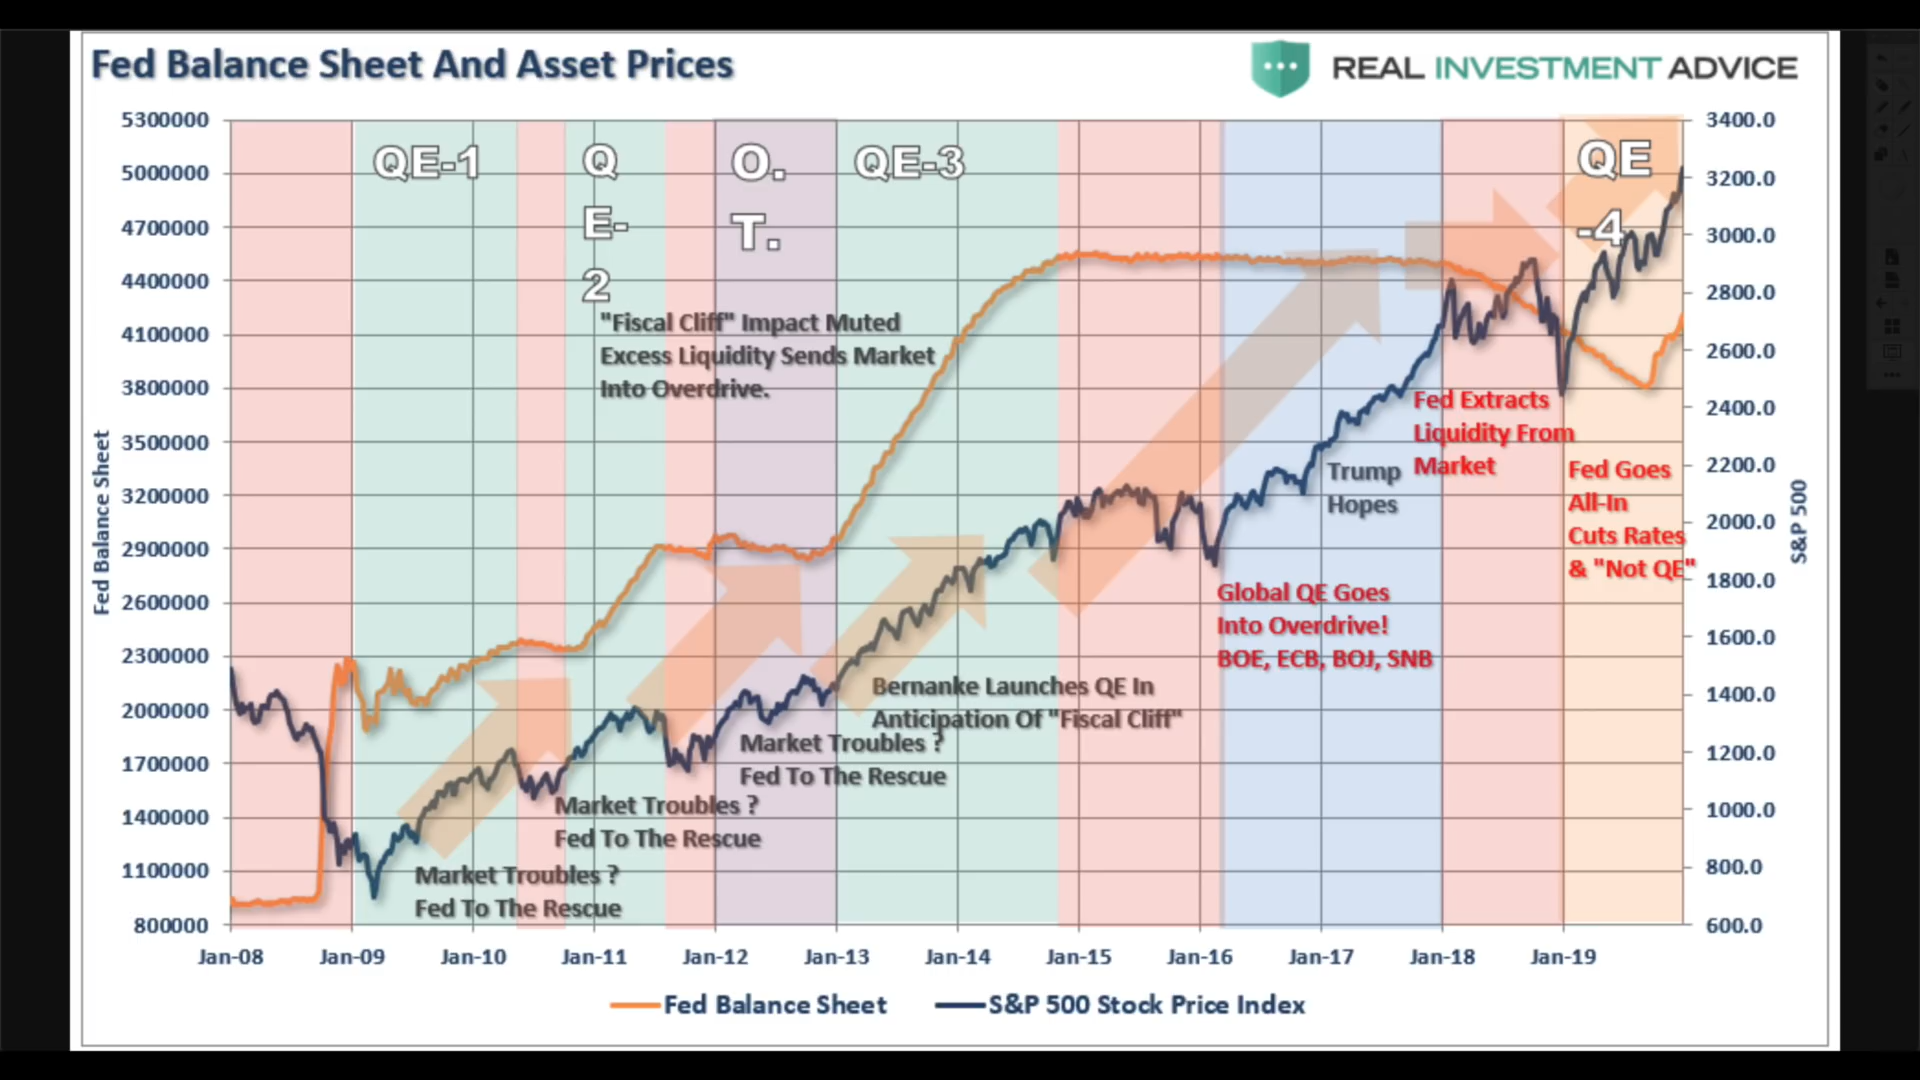 Fed Balance Sheet And Asset Prices
REAL INVESTMENT ADVICE
5300000
5000000
4700000
4400000
4100000
3800000
3500000
3200000
2900000
2600000
2300000
2000000
1700000
1400000
1100000
800000
Fed Balance Sheet
QE-1
Q
E-
2
O.
T.
QE-3
QE
-4
"Fiscal Cliff" Impact Muted
Excess Liquidity Sends Market
Into Overdrive.
Fed Extracts
Liquidity From
Market
Trump
Hopes
Fed Goes
All-In
Cuts Rates
& "Not QE"
Global QE Goes
Into Overdrive!
BOE, ECB, BOJ, SNB
Bernanke Launches QE In
Anticipation Of "Fiscal Cliff"
Market Troubles ?
Fed To The Rescue
Market Troubles ?
Fed To The Rescue
Market Troubles ?
Fed To The Rescue
3400.0
3200.0
3000.0
2800.0
2600.0
2400.0
2200.0
2000.0
1800.0
1600.0
1400.0
1200.0
1000.0
800.0
600.0
S&P 500
Jan-08 Jan-09 Jan-10 Jan-11 Jan-12 Jan-13 Jan-14 Jan-15 Jan-16 Jan-17 Jan-18 Jan-19
Fed Balance Sheet S&P 500 Stock Price Index